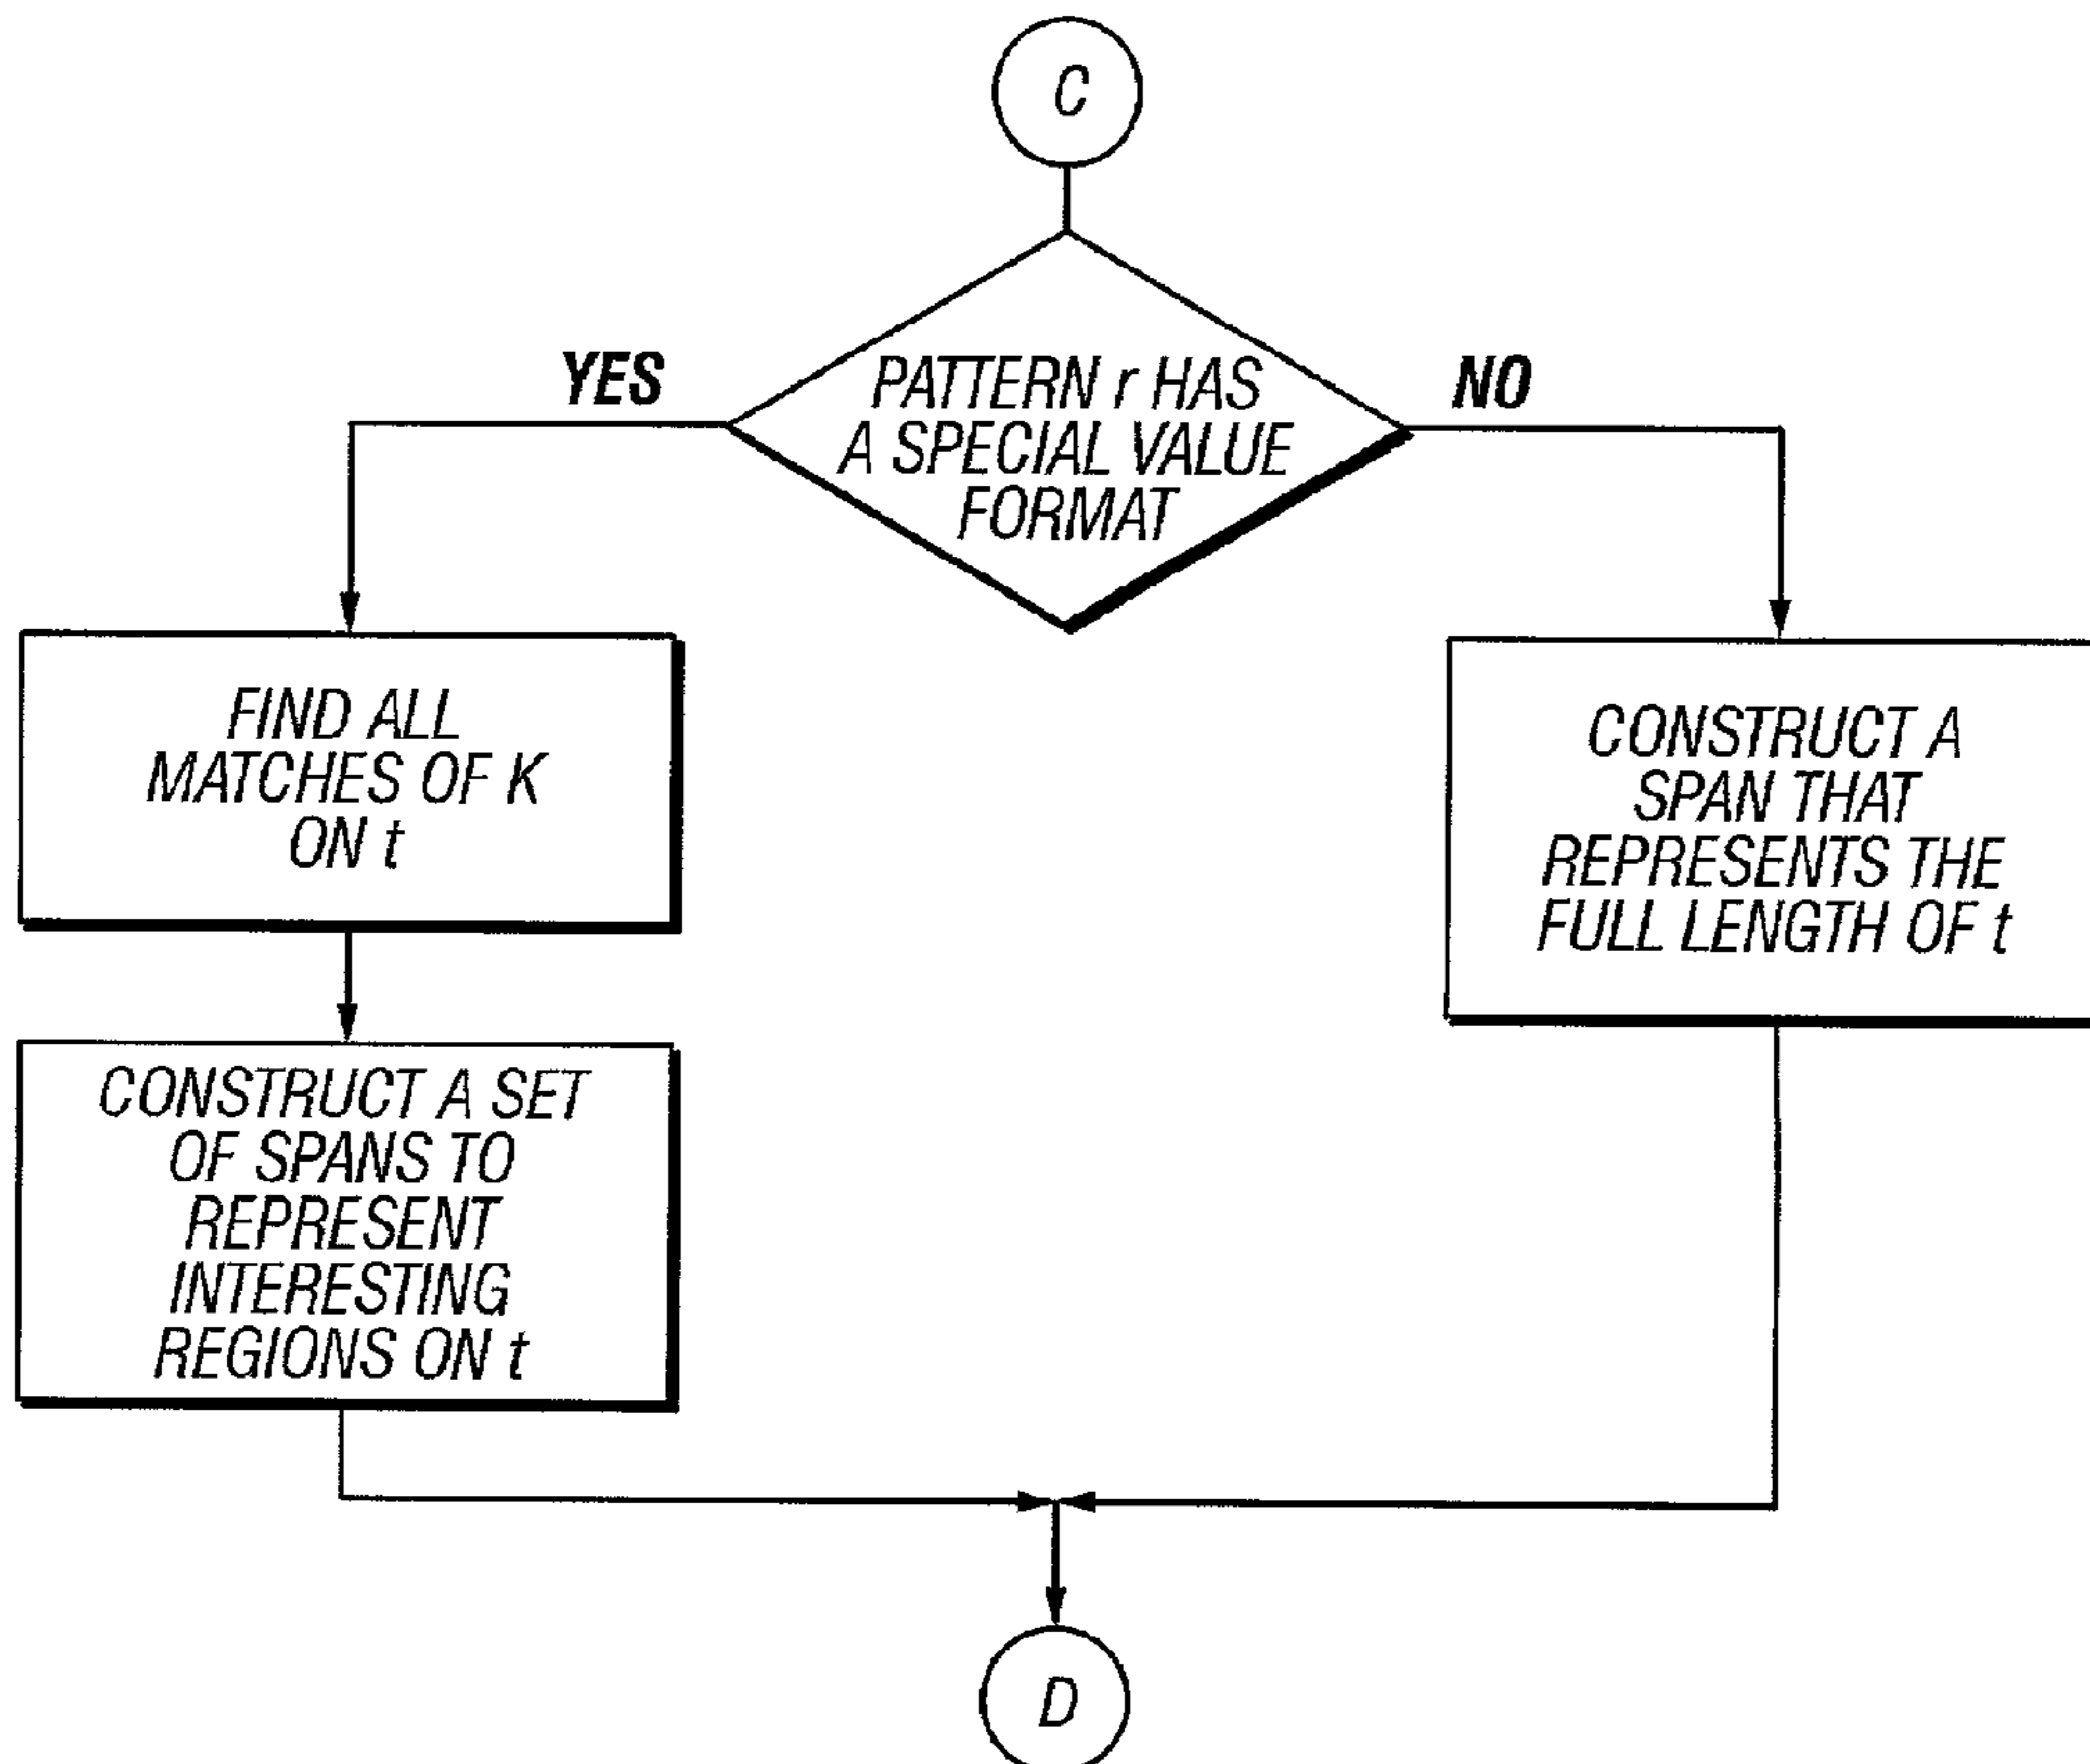 C
PATTERN r HAS
A SPECIAL VALUE
FORMAT
YES
NO
FIND ALL
MATCHES OF K
ON t
CONSTRUCT A SET
OF SPANS TO
REPRESENT
INTERESTING
REGIONS ON t
CONSTRUCT A
SPAN THAT
REPRESENTS THE
FULL LENGTH OF t
D